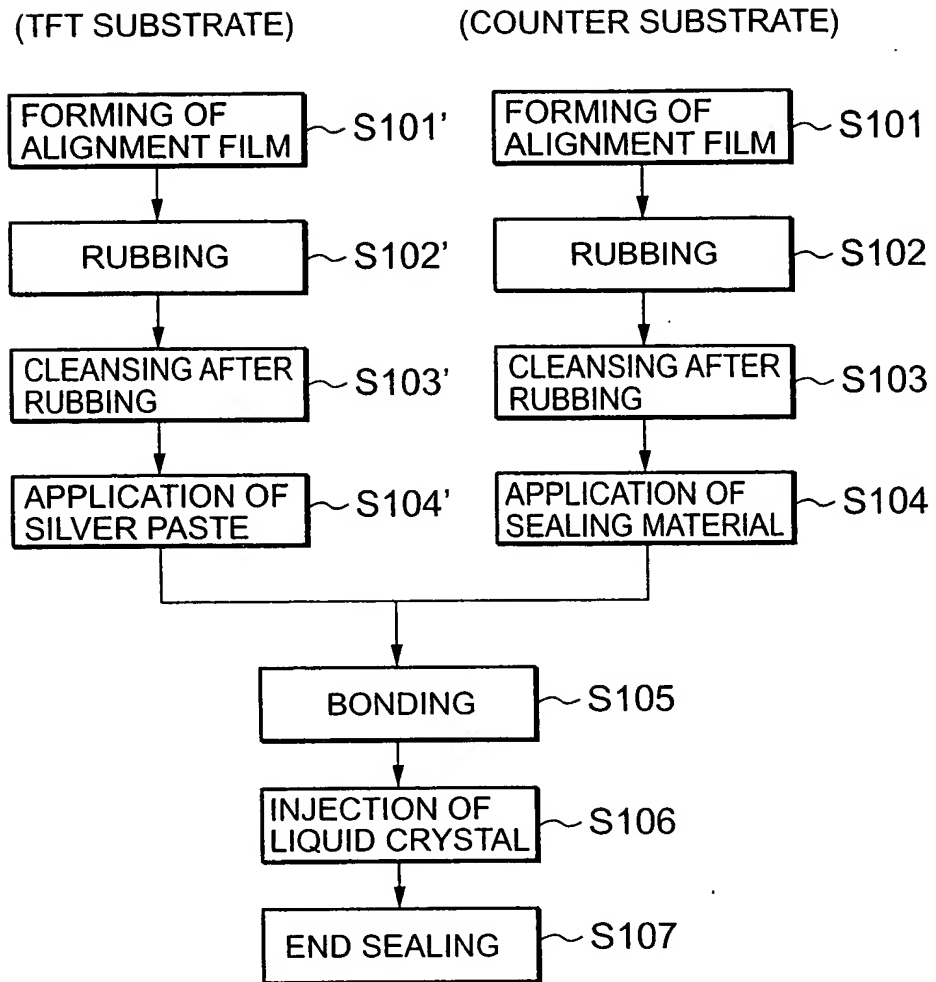 (TFT SUBSTRATE)
(COUNTER SUBSTRATE)
FORMING OF
ALIGNMENT FILM
S101'
FORMING OF
ALIGNMENT FILM
S101
RUBBING
S102'
RUBBING
S102
CLEANSING AFTER
RUBBING
S103'
CLEANSING AFTER
RUBBING
S103
APPLICATION OF
SILVER PASTE
S104'
APPLICATION OF
SEALING MATERIAL
S104
BONDING
S105
INJECTION OF
LIQUID CRYSTAL
S106
END SEALING
S107